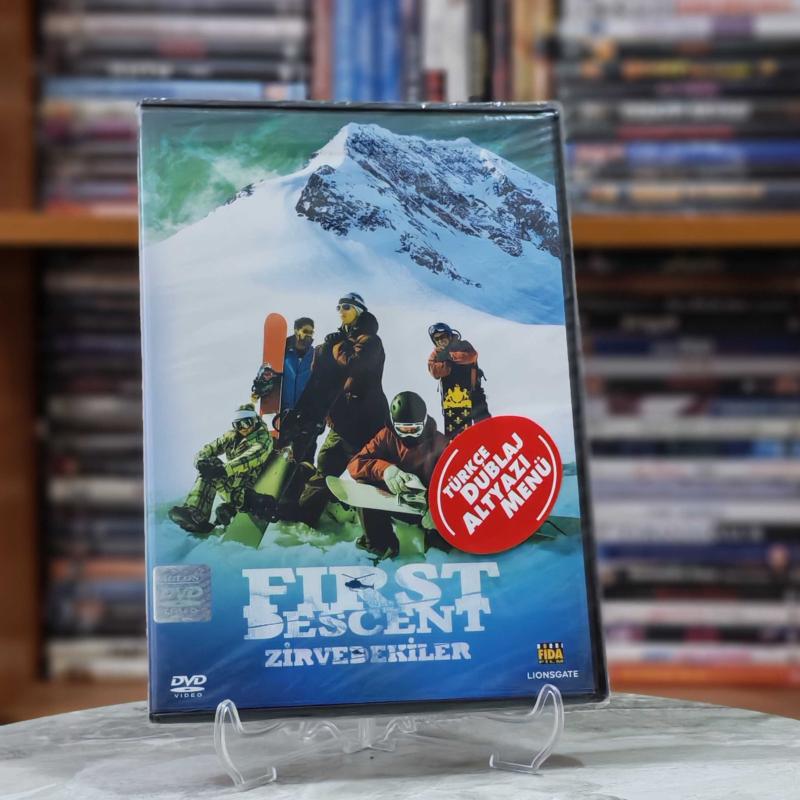 TÜRKÇE
DUBLAJ
ALTYAZI
MENÜ
FIRST
DESCENT
ZİRVEDEKİLER
DVD
VIDEO
FIDA
FILM
LIONSGATE